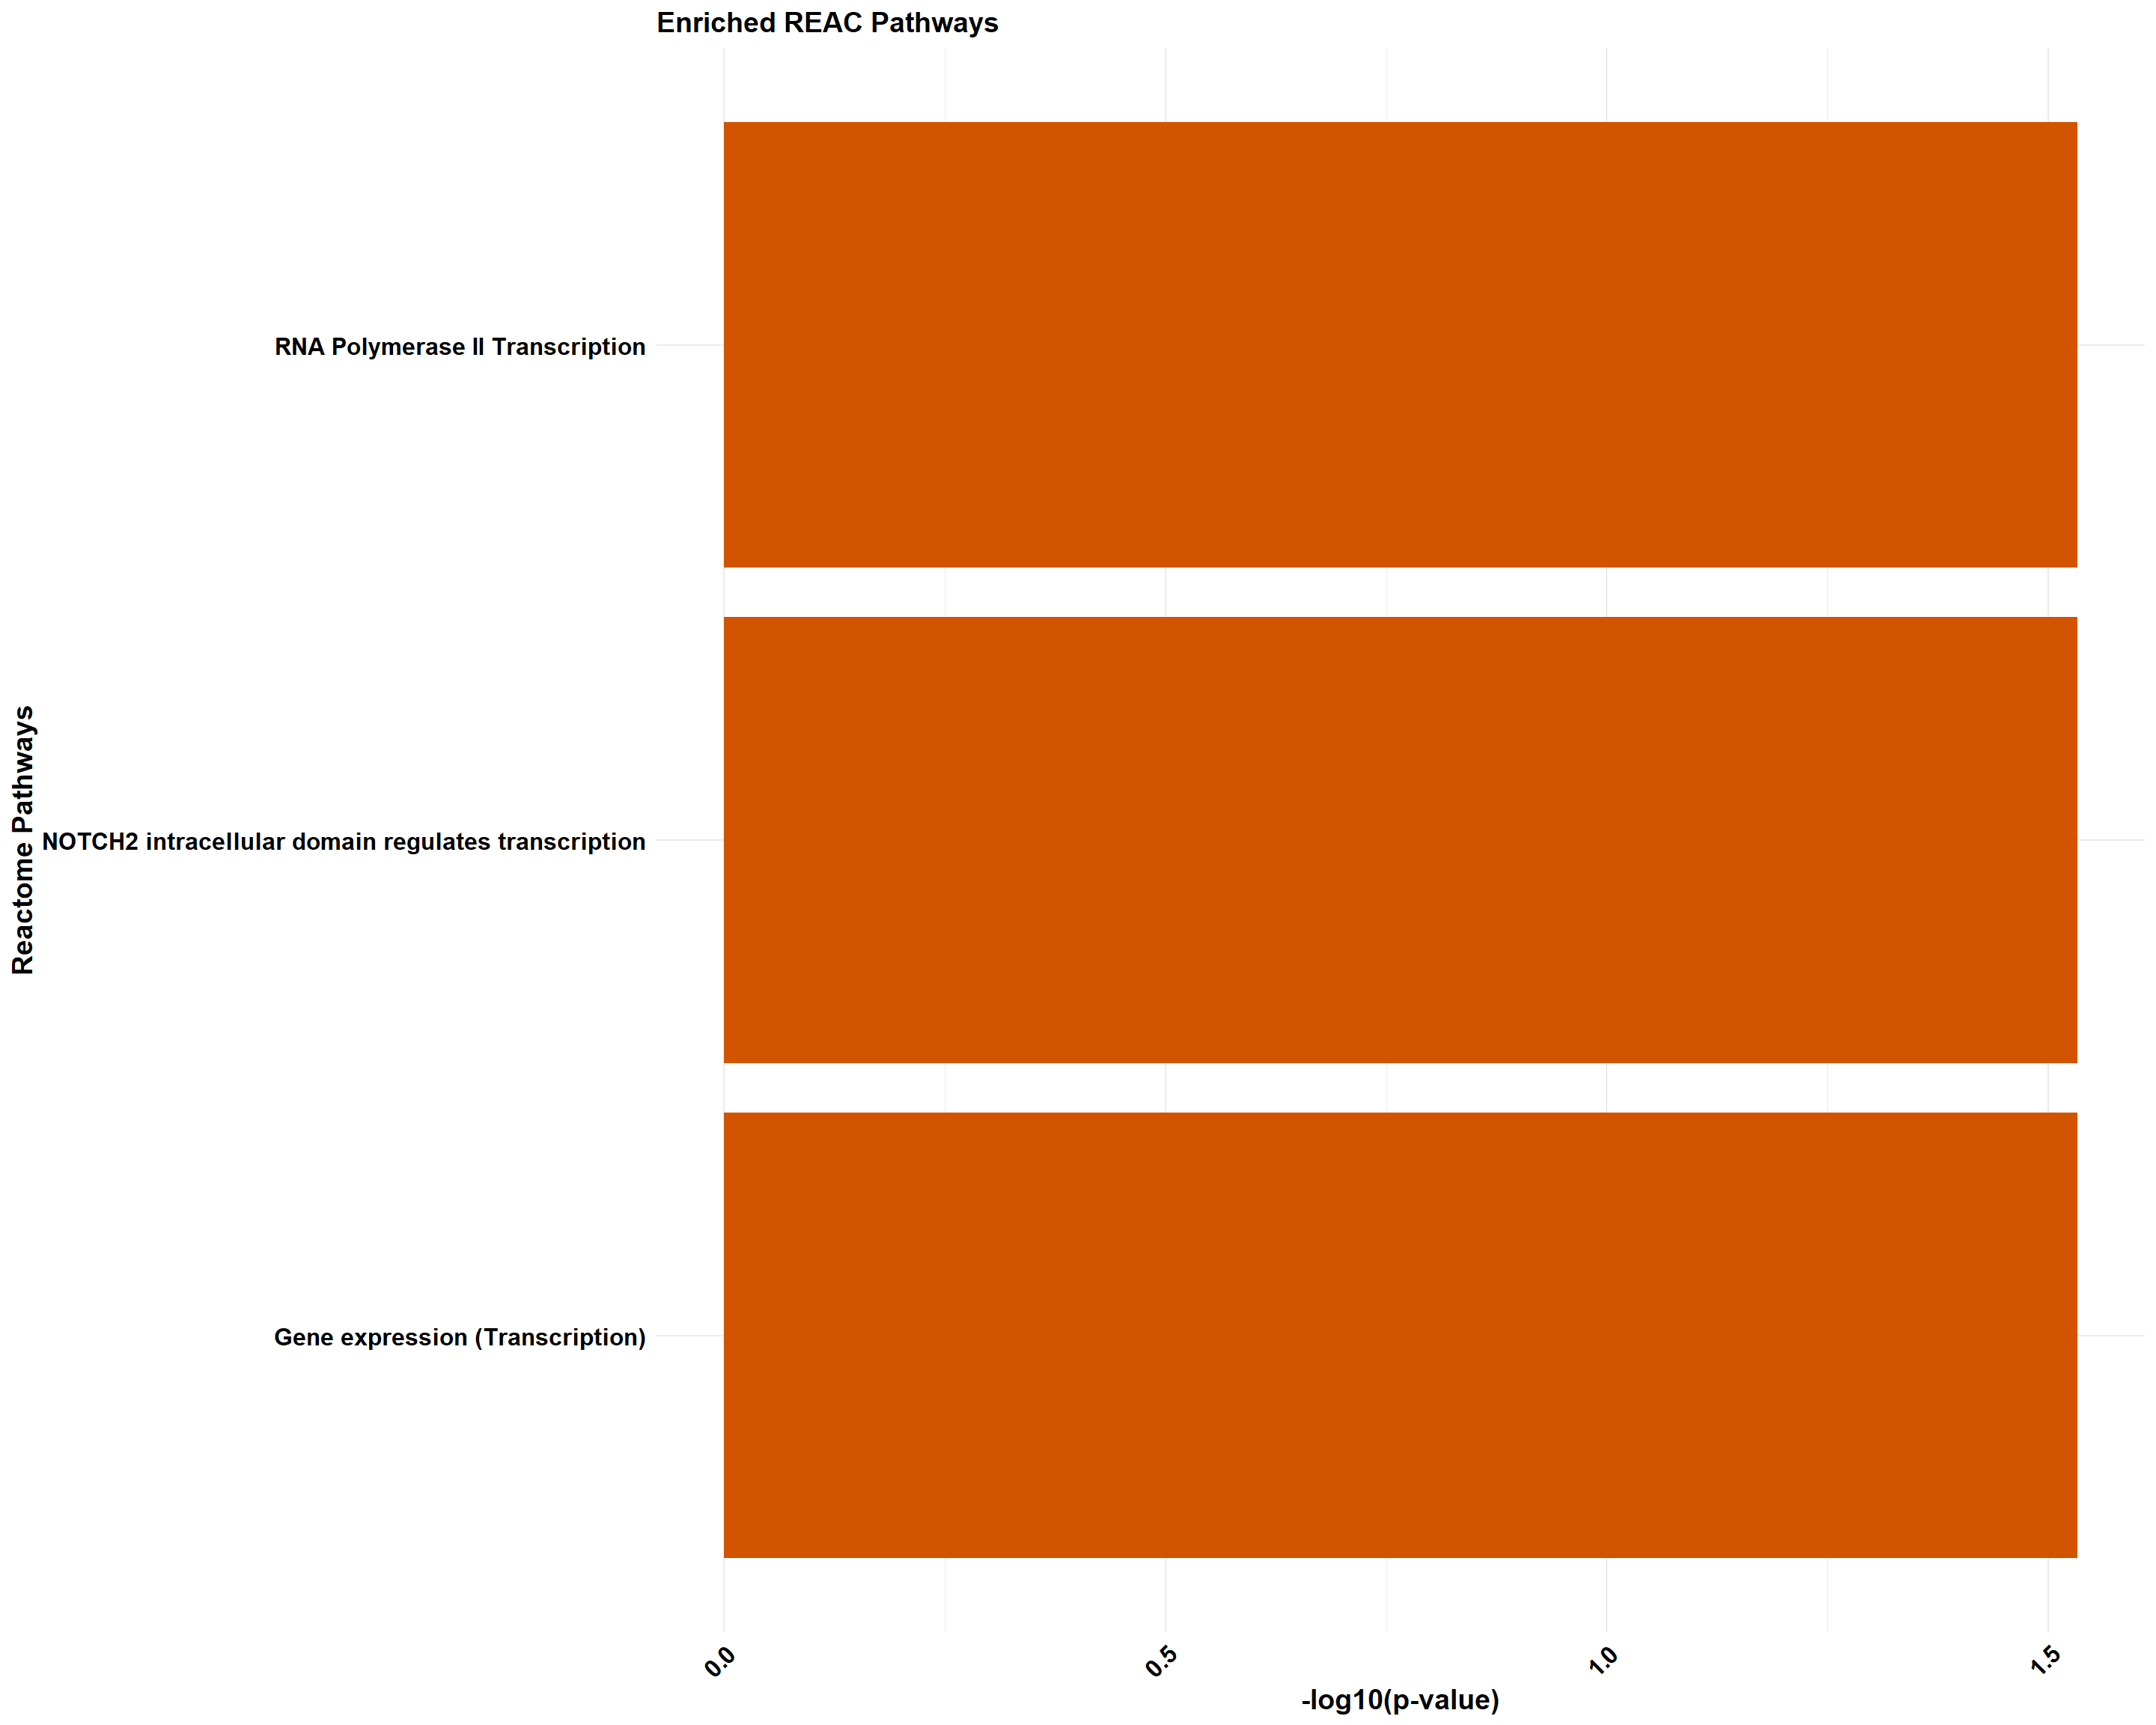 Enriched REAC Pathways
Reactome Pathways
RNA Polymerase II Transcription
NOTCH2 intracellular domain regulates transcription
Gene expression (Transcription)
0.0
0.5
1.0
1.5
-log10(p-value)